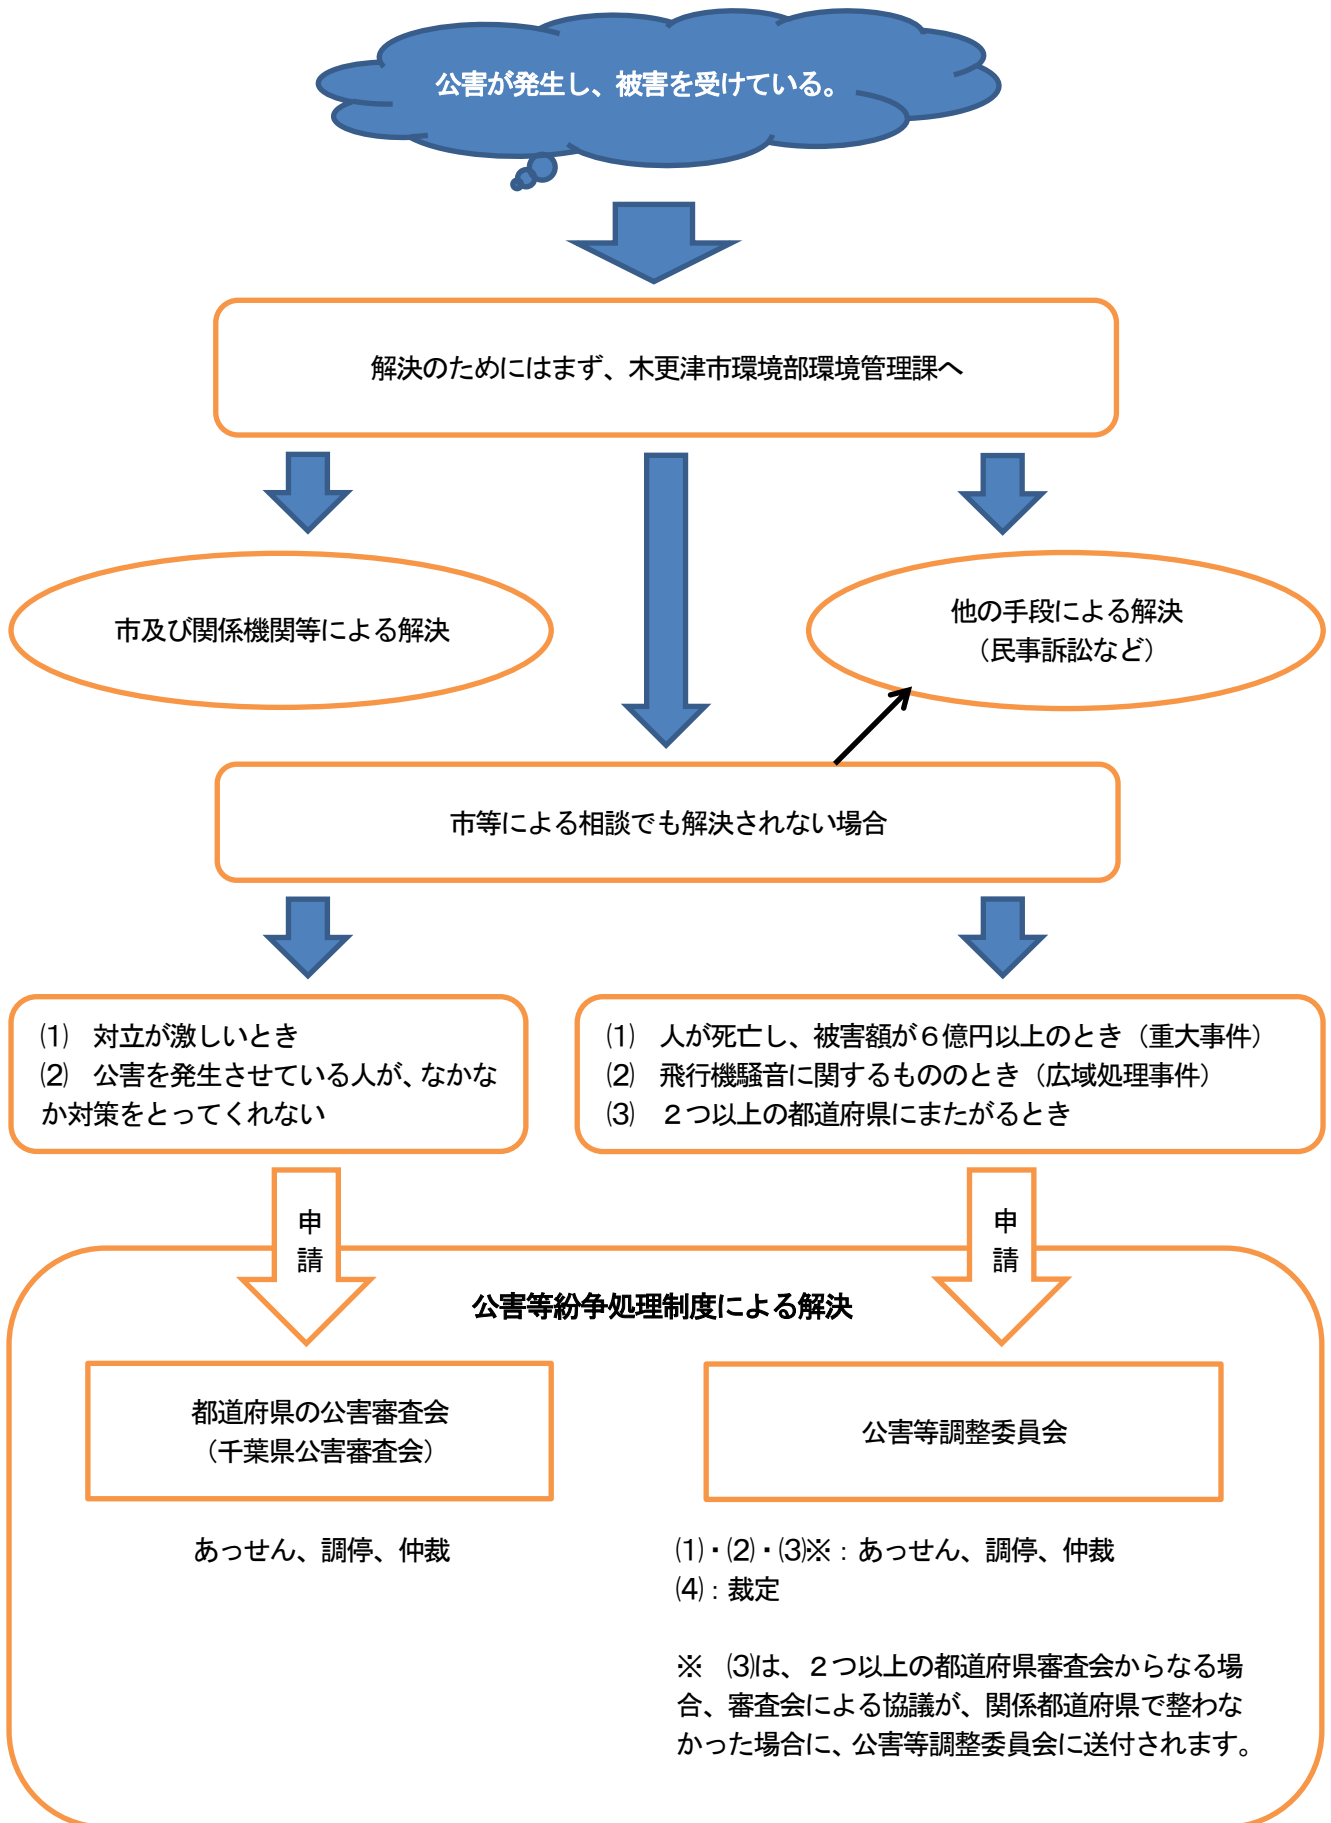 公害が発生し、被害を受けている。
解決のためにはまず、木更津市環境部環境管理課へ
市及び関係機関等による解決
他の手段による解決
（民事訴訟など）
市等による相談でも解決されない場合
⑴　対立が激しいとき
⑵　公害を発生させている人が、なかな
か対策をとってくれない
⑴　人が死亡し、被害額が６億円以上のとき（重大事件）
⑵　飛行機騒音に関するもののとき（広域処理事件）
⑶　２つ以上の都道府県にまたがるとき
申
請
申
請
公害等紛争処理制度による解決
都道府県の公害審査会
（千葉県公害審査会）
公害等調整委員会
あっせん、調停、仲裁
⑴・⑵・⑶※：あっせん、調停、仲裁
⑷：裁定
※　⑶は、２つ以上の都道府県審査会からなる場
合、審査会による協議が、関係都道府県で整わな
かった場合に、公害等調整委員会に送付されます。